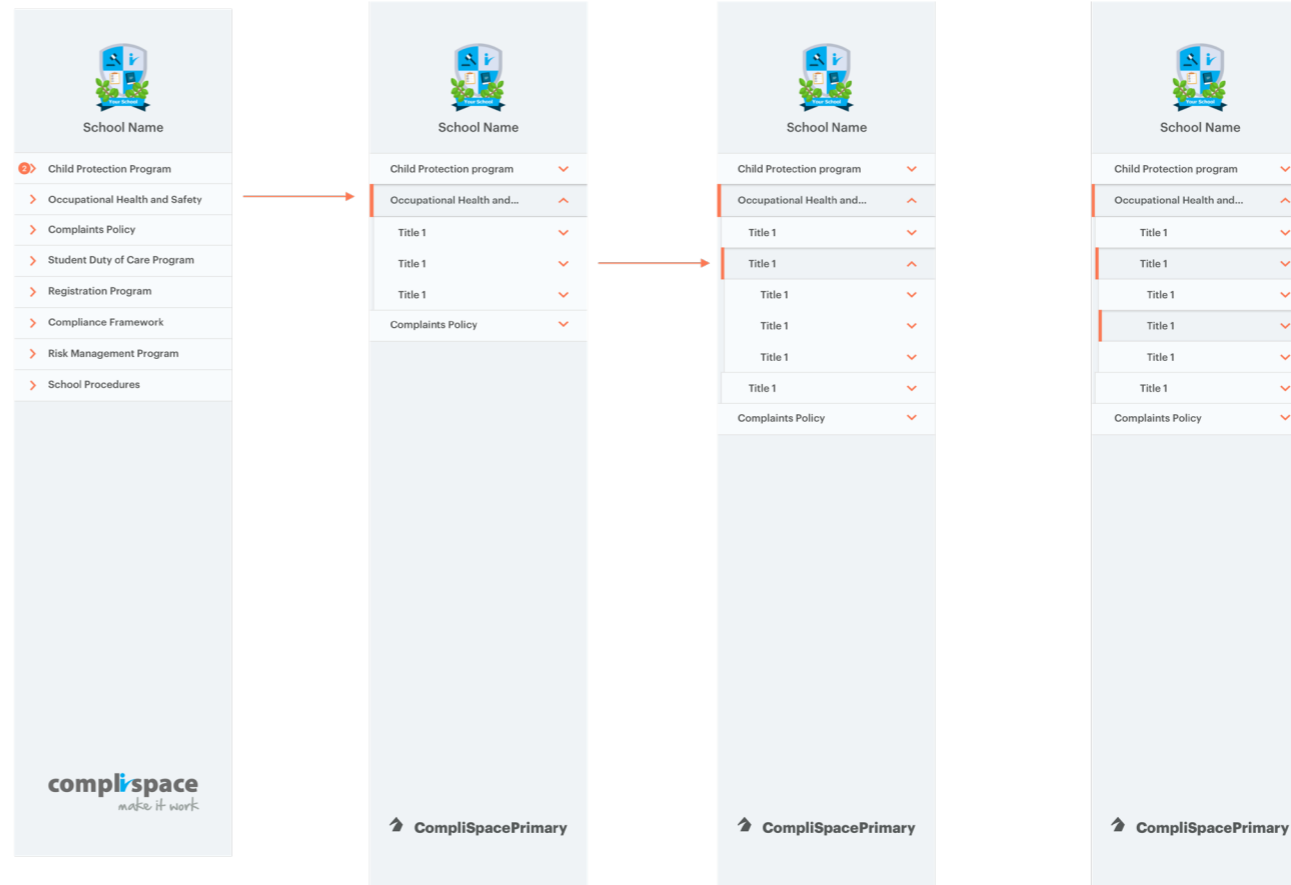 Your School
School Name
2
Child Protection Program
Occupational Health and Safety
Complaints Policy
Student Duty of Care Program
Registration Program
Compliance Framework
Risk Management Program
School Procedures
complispace
make it work
Your School
School Name
Child Protection program
Occupational Health and...
Title 1
Title 1
Title 1
Complaints Policy
CompliSpacePrimary
Your School
School Name
Child Protection program
Occupational Health and...
Title 1
Title 1
Title 1
Title 1
Title 1
Title 1
Complaints Policy
CompliSpacePrimary
Your School
School Name
Child Protection program
Occupational Health and...
Title 1
Title 1
Title 1
Title 1
Title 1
Title 1
Complaints Policy
CompliSpacePrimary